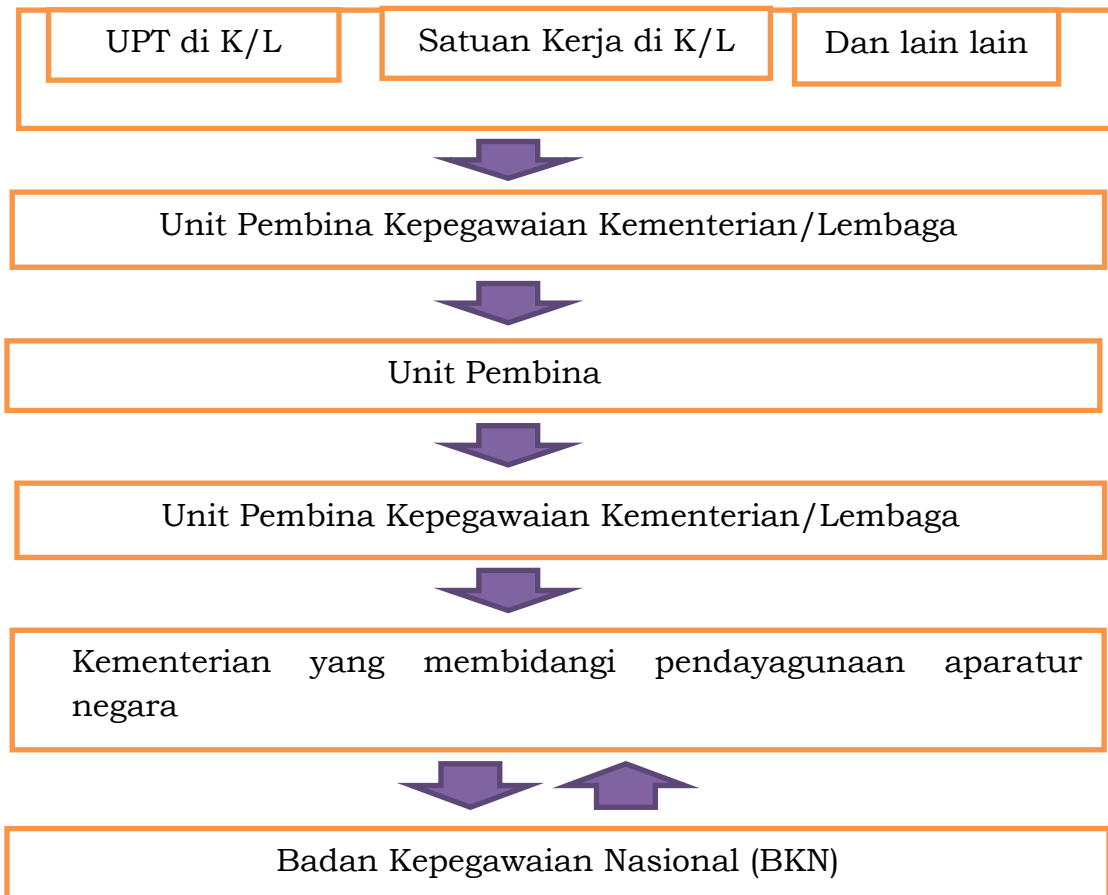 UPT di K/L
Satuan Kerja di K/L
Dan lain lain
Unit Pembina Kepegawaian Kementerian/Lembaga
Unit Pembina
Unit Pembina Kepegawaian Kementerian/Lembaga
Kementerian yang membidangi pendayagunaan aparatur
negara
Badan Kepegawaian Nasional (BKN)